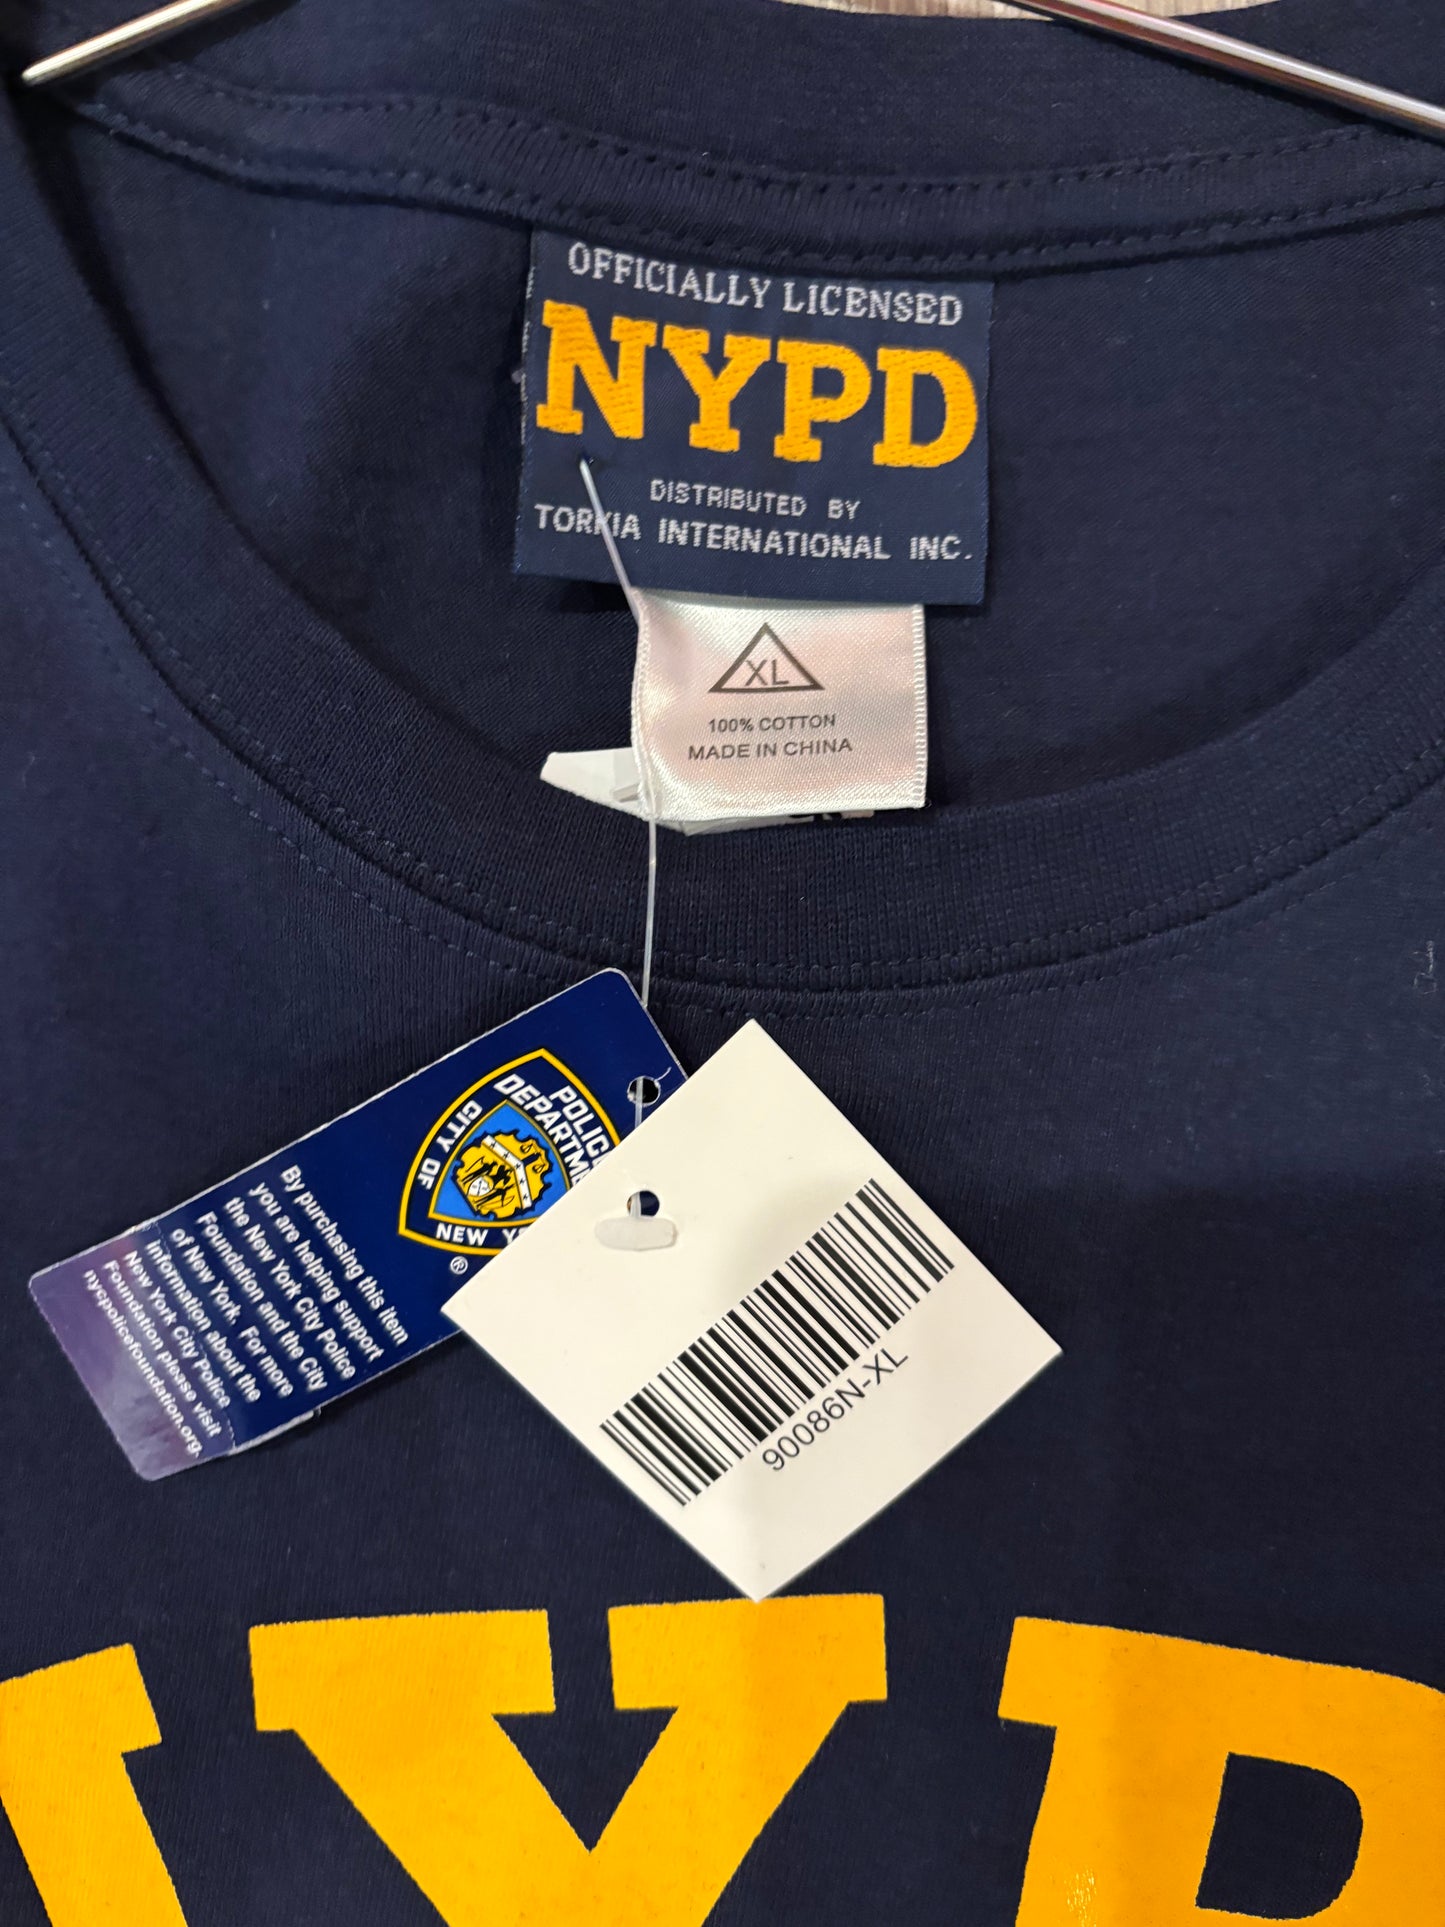 OFFICIALLY LICENSED
NYPD
DISTRIBUTED BY
TORKIA INTERNATIONAL INC.
XL
100% COTTON
MADE IN CHINA
POLICE
DEPARTME
CITY OF
NEW Y
®
By purchasing this item
you are helping support
the New York City Police
Foundation and the City
of New York. For more
information about the
New York City Police
Foundation please visit
nycpolicefoundation.org.
90086N-XL
NYP